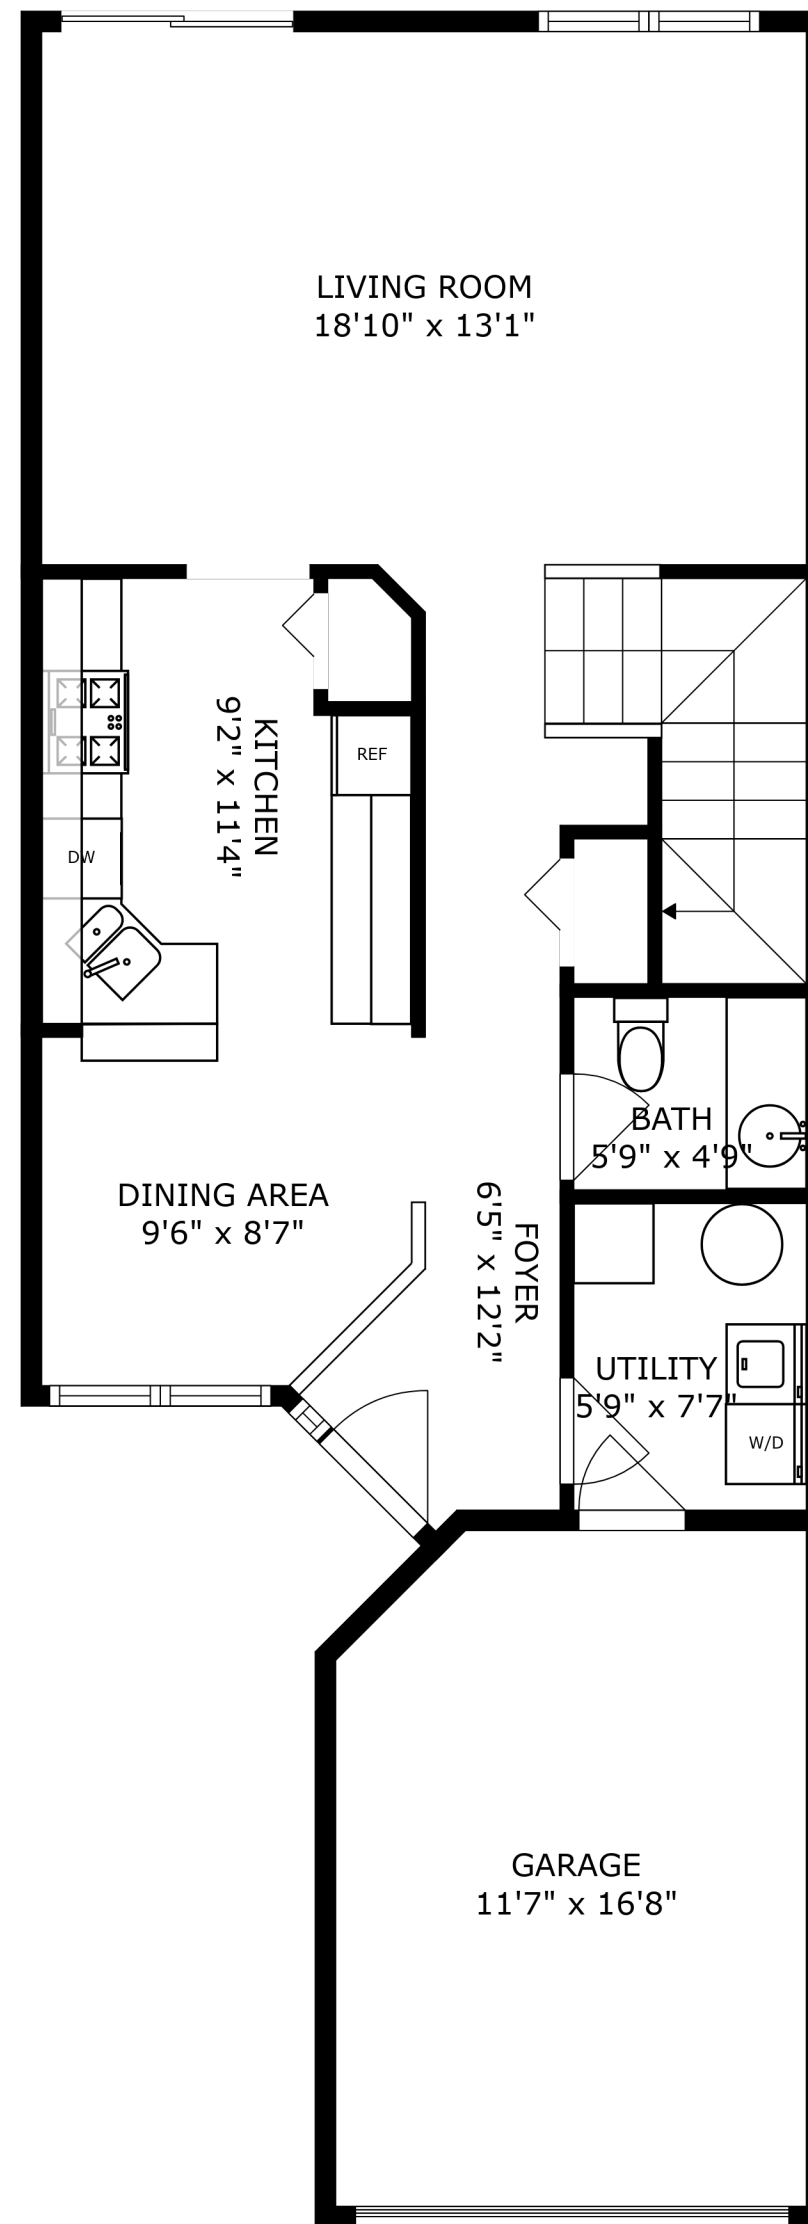 LIVING ROOM
18'10" x 13'1"
KITCHEN
9'2" x 11'4"
REF
DW
BATH
5'9" x 4'9"
DINING AREA
9'6" x 8'7"
FOYER
6'5" x 12'2"
UTILITY
5'9" x 7'7"
W/D
GARAGE
11'7" x 16'8"